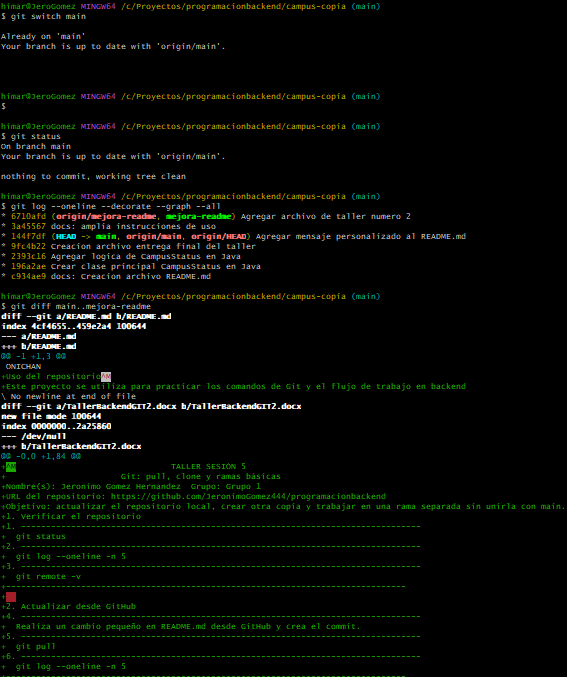 himar@JeroGomez MINGW64 /c/Proyectos/programacionbackend/campus-copia (main)
$ git switch main
Already on 'main'
Your branch is up to date with 'origin/main'.
himar@JeroGomez MINGW64 /c/Proyectos/programacionbackend/campus-copia (main)
$
himar@JeroGomez MINGW64 /c/Proyectos/programacionbackend/campus-copia (main)
$ git status
On branch main
Your branch is up to date with 'origin/main'.
nothing to commit, working tree clean
himar@JeroGomez MINGW64 /c/Proyectos/programacionbackend/campus-copia (main)
$ git log --oneline --decorate --graph --all
* 6710afd (origin/mejora-readme, mejora-readme) Agregar archivo de taller numero 2
* 3a45567 docs: amplia instrucciones de uso
* 144f7df (HEAD -> main, origin/main, origin/HEAD) Agregar mensaje personalizado al README.md
* 9fc4b22 Creacion archivo entrega final del taller
* 2393c16 Agregar logica de CampusStatus en Java
* 196a2ae Crear clase principal CampusStatus en Java
* c934ae9 docs: Creacion archivo README.md
himar@JeroGomez MINGW64 /c/Proyectos/programacionbackend/campus-copia (main)
$ git diff main..mejora-readme
diff --git a/README.md b/README.md
index 4cf4655..459e2a4 100644
--- a/README.md
+++ b/README.md
@@ -1 +1,3 @@
 ONICHAN
+Uso del repositorio^M
+Este proyecto se utiliza para practicar los comandos de Git y el flujo de trabajo en backend
\ No newline at end of file
diff --git a/TallerBackendGIT2.docx b/TallerBackendGIT2.docx
new file mode 100644
index 0000000..2a25860
--- /dev/null
+++ b/TallerBackendGIT2.docx
@@ -0,0 +1,84 @@
+^M TALLER SESIÓN 5
+ Git: pull, clone y ramas básicas
+Nombre(s): Jeronimo Gomez Hernandez  Grupo: Grupo 1
+URL del repositorio: https://github.com/JeronimoGomez444/programacionbackend
+Objetivo: actualizar el repositorio local, crear otra copia y trabajar en una rama separada sin unirla con main.
+1. Verificar el repositorio
+1. -----------------------------------------------------------------
+  git status
+2. -----------------------------------------------------------------
+  git log --oneline -n 5
+3. -----------------------------------------------------------------
+  git remote -v
+-----------------------------------------------------------------
+
+2. Actualizar desde GitHub
+4. -----------------------------------------------------------------
+  Realiza un cambio pequeño en README.md desde GitHub y crea el commit.
+5. -----------------------------------------------------------------
+  git pull
+6. -----------------------------------------------------------------
+  git log --oneline -n 5
+-----------------------------------------------------------------